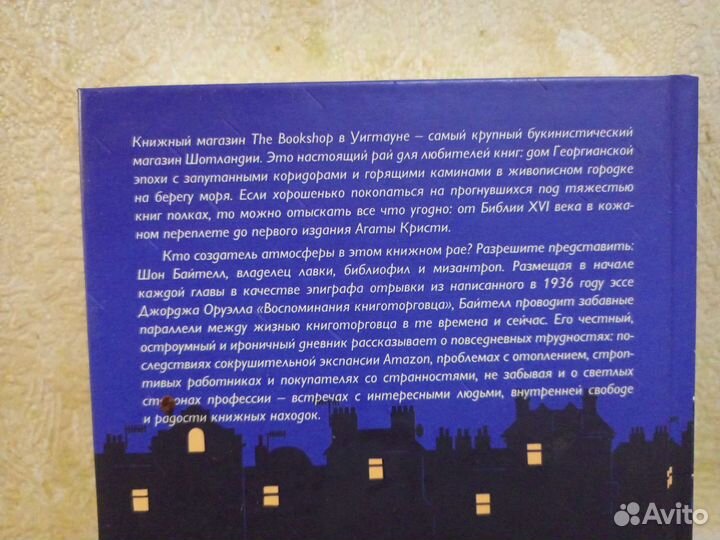 Книжный магазин The Bookshop в Уигтауне – самый крупный букинистический
магазин Шотландии. Это настоящий рай для любителей книг: дом Георгианской
эпохи с запутанными коридорами и горящими каминами в живописном городке
на берегу моря. Если хорошенько покопаться на прогнувшихся под тяжестью
книг полках, то можно отыскать все что угодно: от Библии XVI века в кожа-
ном переплете до первого издания Агаты Кристи.
Кто создатель атмосферы в этом книжном рае? Разрешите представить:
Шон Байтелл, владелец лавки, библиофил и мизантроп. Размещая в начале
каждой главы в качестве эпиграфа отрывки из написанного в 1936 году эссе
Джорджа Оруэлла «Воспоминания книготорговца», Байтелл проводит забавные
параллели между жизнью книготорговца в те времена и сейчас. Его честный,
остроумный и ироничный дневник рассказывает о повседневных трудностях: по-
следствиях сокрушительной экспансии Amazon, проблемах с отоплением, строп-
тивых работниках и покупателях со странностями, не забывая и о светлых
сторонах профессии – встречах с интересными людьми, внутренней свободе
и радости книжных находок.
Avito